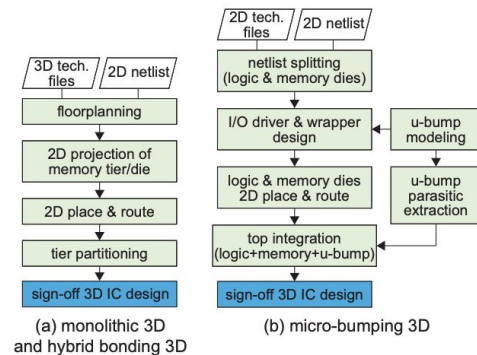 3D tech.
files
2D netlist
floorplanning
2D projection of
memory tier/die
2D place & route
tier partitioning
sign-off 3D IC design
(a) monolithic 3D
and hybrid bonding 3D
2D tech.
files
2D netlist
netlist splitting
(logic & memory dies)
I/O driver & wrapper
design
u-bump
modeling
logic & memory dies
2D place & route
u-bump
parasitic
extraction
top integration
(logic+memory+u-bump)
sign-off 3D IC design
(b) micro-bumping 3D